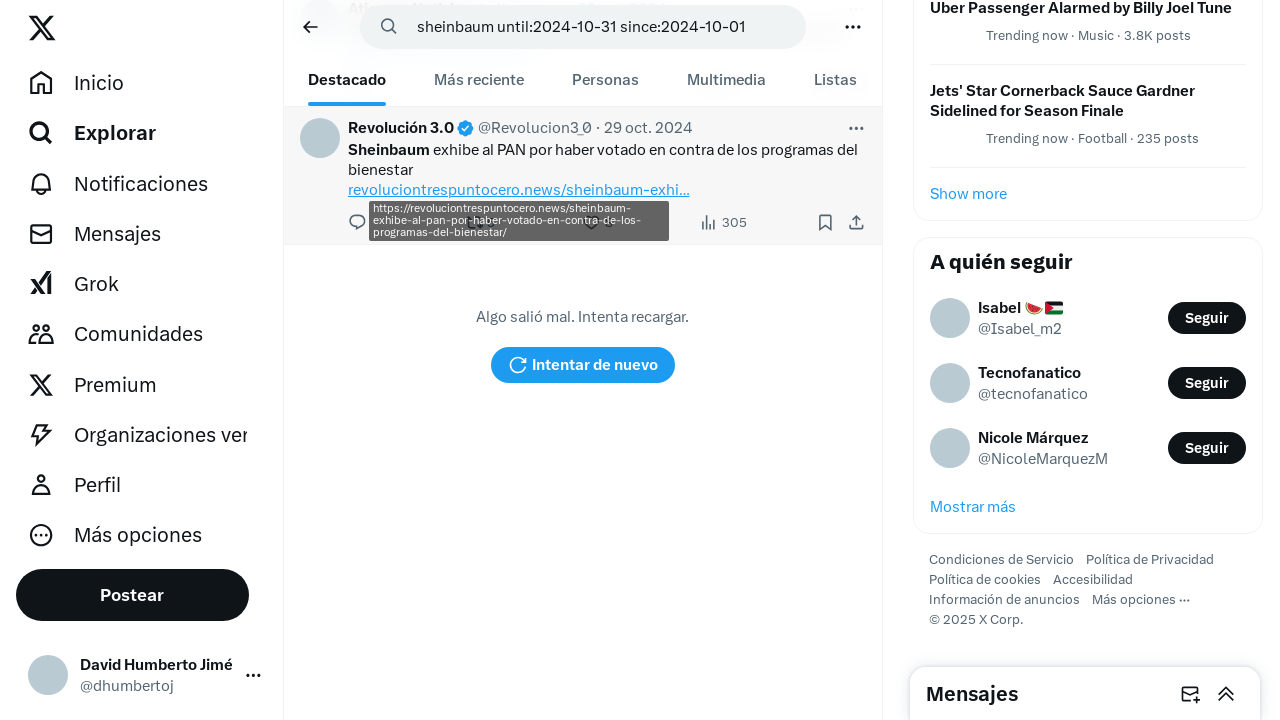 sheinbaum until:2024-10-31 since:2024-10-01
Destacado
Más reciente
Personas
Multimedia
Listas
Inicio
Explorar
Notificaciones
Mensajes
Grok
Comunidades
Premium
Organizaciones ver
Perfil
Más opciones
Postear
David Humberto Jimé
@dhumbertoj
Revolución 3.0 @Revolucion3_0 · 29 oct. 2024
Sheinbaum exhibe al PAN por haber votado en contra de los programas del
bienestar
revoluciontrespuntocero.news/sheinbaum-exhi...
https://revoluciontrespuntocero.news/sheinbaum-
exhibe-al-pan-por-haber-votado-en-contra-de-los-
programas-del-bienestar/
305
Algo salió mal. Intenta recargar.
Intentar de nuevo
Uber Passenger Alarmed by Billy Joel Tune
Trending now · Music · 3.8K posts
Jets' Star Cornerback Sauce Gardner
Sidelined for Season Finale
Trending now · Football · 235 posts
Show more
A quién seguir
Isabel 🍉🇵🇸
@Isabel_m2
Seguir
Tecnofanatico
@tecnofanatico
Seguir
Nicole Márquez
@NicoleMarquezM
Seguir
Mostrar más
Condiciones de Servicio Política de Privacidad
Política de cookies Accesibilidad
Información de anuncios Más opciones ···
© 2025 X Corp.
Mensajes